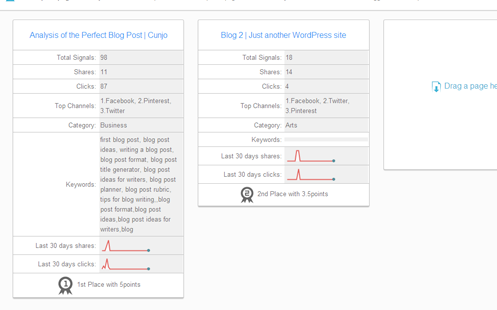 Analysis of the Perfect Blog Post | Cunjo
Total Signals: 98
Shares: 11
Clicks: 87
Top Channels: 1.Facebook, 2.Pinterest,
3.Twitter
Category: Business
Keywords: first blog post, blog post
ideas, writing a blog post,
blog post format, blog post
title generator, blog post
ideas for writers, blog post
planner, blog post rubric,
tips for blog writing,,blog
post format,blog post
ideas,blog post ideas for
writers,blog
Last 30 days shares:
Last 30 days clicks:
1 1st Place with 5points
Blog 2 | Just another WordPress site
Total Signals: 18
Shares: 14
Clicks: 4
Top Channels: 1.Facebook, 2.Twitter,
3.Pinterest
Category: Arts
Keywords:
Last 30 days shares:
Last 30 days clicks:
2 2nd Place with 3.5points
Drag a page he